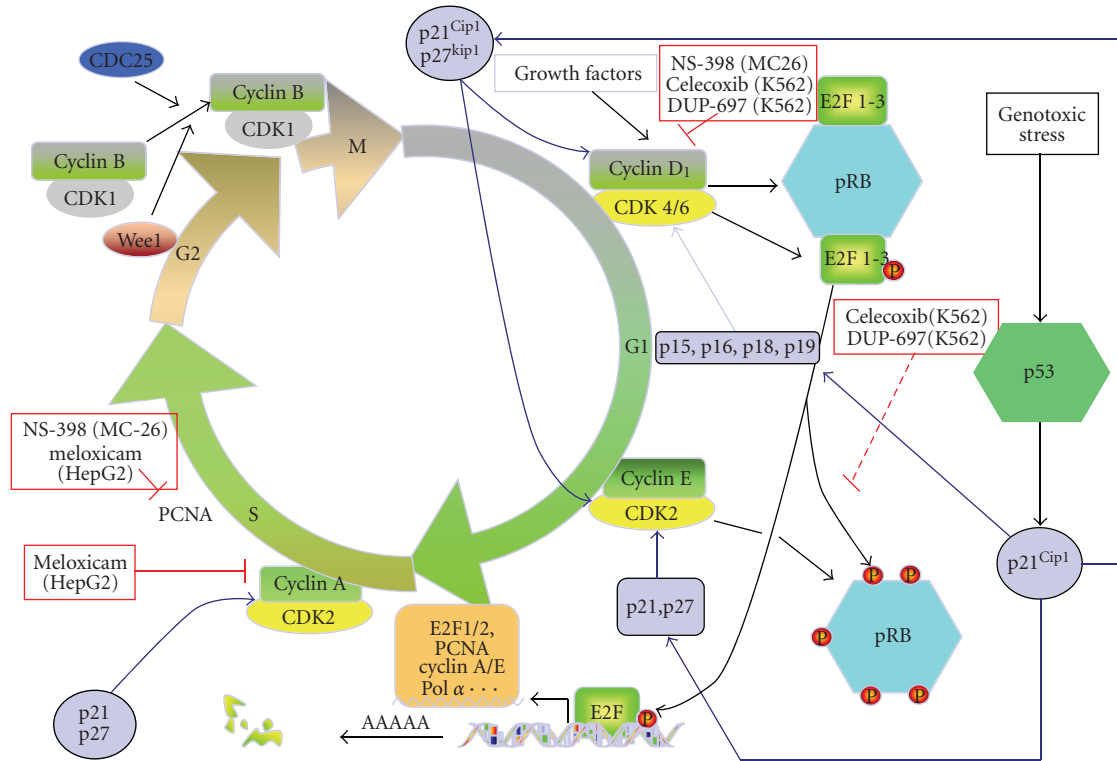 p21Cip1
p27kip1
CDC25
Growth factors
NS-398 (MC26)
Celecoxib (K562)
DUP-697 (K562)
E2F 1-3
Genotoxic
stress
Cyclin B
CDK1
M
Cyclin B
CDK1
Cyclin D1
CDK 4/6
pRB
Wee1
G2
E2F 1-3
P
Celecoxib(K562)
DUP-697(K562)
G1
p15, p16, p18, p19
p53
NS-398 (MC-26)
meloxicam
(HepG2)
PCNA
S
Cyclin E
CDK2
Meloxicam
(HepG2)
Cyclin A
CDK2
p21,p27
p21Cip1
P
P
P
pRB
P
P
E2F1/2,
PCNA
cyclin A/E
Pol α · · ·
p21
p27
AAAAA
E2F
P